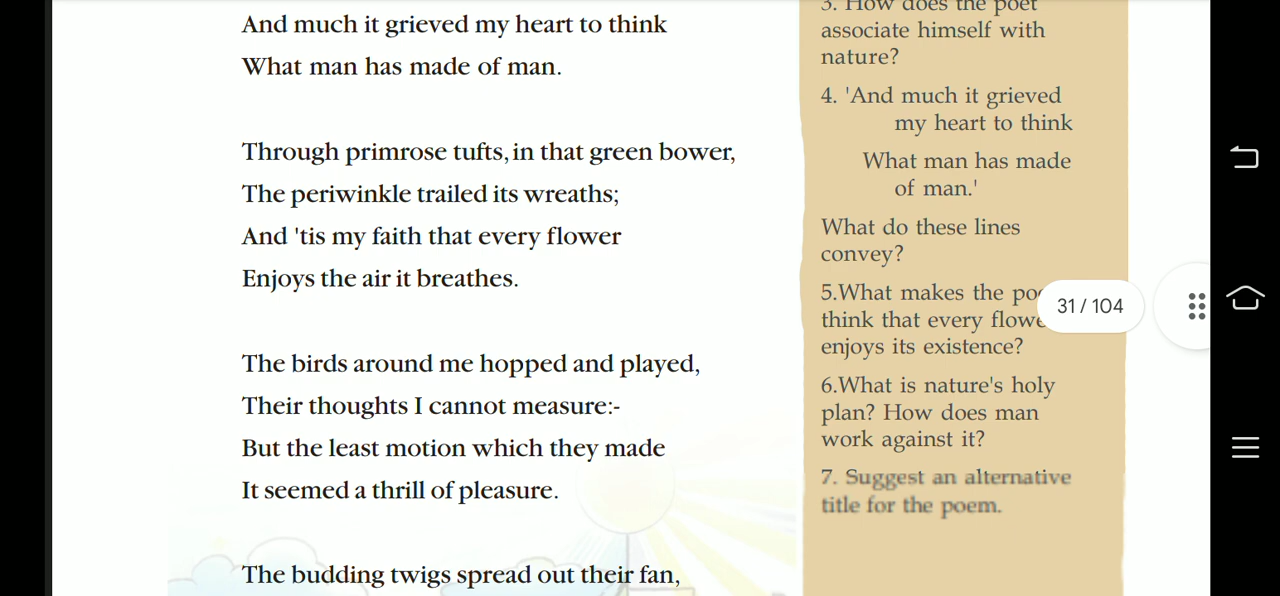 And much it grieved my heart to think
What man has made of man.
Through primrose tufts, in that green bower,
The periwinkle trailed its wreaths;
And 'tis my faith that every flower
Enjoys the air it breathes.
The birds around me hopped and played,
Their thoughts I cannot measure:-
But the least motion which they made
It seemed a thrill of pleasure.
The budding twigs spread out their fan,
3. How does the poet
associate himself with
nature?
4. 'And much it grieved
my heart to think
What man has made
of man.'
What do these lines
convey?
5.What makes the
think that every
enjoys its existence?
6.What is nature's holy
plan? How does man
work against it?
7. Suggest an alternative
title for the poem.
31 / 104